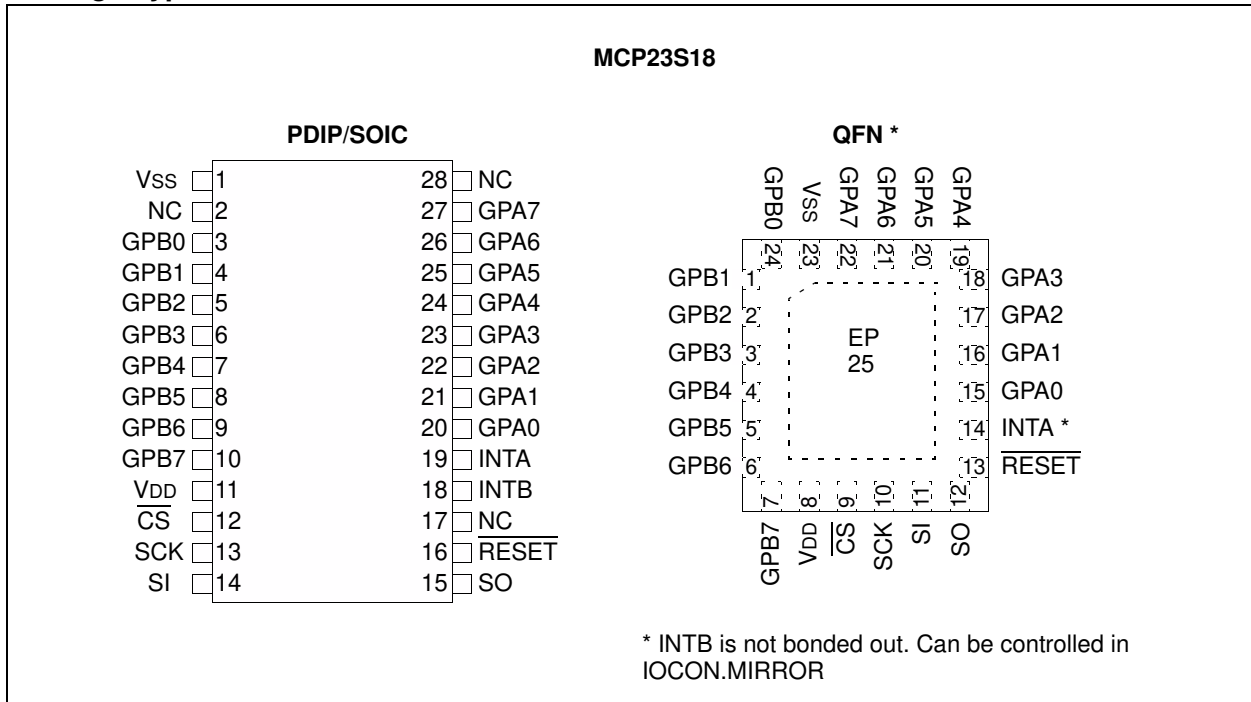 MCP23S18
PDIP/SOIC
VSS 1 28 NC
NC 2 27 GPA7
GPB0 3 26 GPA6
GPB1 4 25 GPA5
GPB2 5 24 GPA4
GPB3 6 23 GPA3
GPB4 7 22 GPA2
GPB5 8 21 GPA1
GPB6 9 20 GPA0
GPB7 10 19 INTA
VDD 11 18 INTB
CS 12 17 NC
SCK 13 16 RESET
SI 14 15 SO
QFN *
GPB0 VSS GPA7 GPA6 GPA5 GPA4
24 23 22 21 20 19
GPB1 1 18 GPA3
GPB2 2 17 GPA2
GPB3 3 16 GPA1
EP
25
GPB4 4 15 GPA0
GPB5 5 14 INTA *
GPB6 6 13 RESET
7 8 9 10 11 12
GPB7 VDD CS SCK SI SO
* INTB is not bonded out. Can be controlled in
IOCON.MIRROR